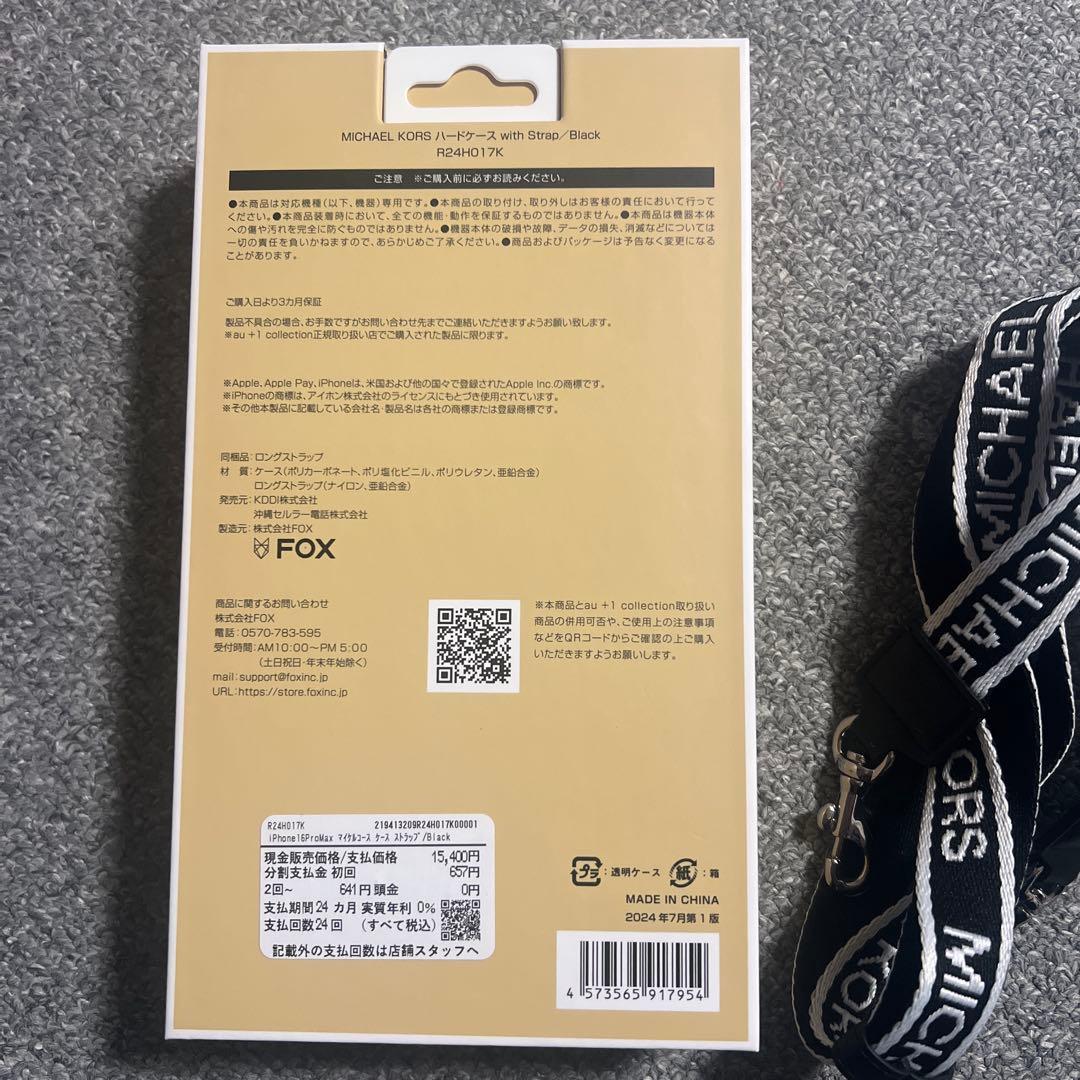 MICHAEL KORS ハードケース with Strap／Black
R24H017K
ご注意　※ご購入前に必ずお読みください。
●本商品は対応機種（以下、機器）専用です。●本商品の取り付け、取り外しはお客様の責任において行って
ください。●本商品装着時において、全ての機能・動作を保証するものではありません。●本商品は機器本体
への傷や汚れを完全に防ぐものではありません。●機器本体の破損や故障、データの損失、消滅などについては
一切の責任を負いかねますので、あらかじめご了承ください。●商品およびパッケージは予告なく変更になる
ことがあります。
ご購入日より3カ月保証
製品不具合の場合、お手数ですがお問い合わせ先までご連絡いただきますようお願い致します。
※au +1 collection正規取り扱い店でご購入された製品に限ります。
※Apple、Apple Pay、iPhoneは、米国および他の国々で登録されたApple Inc.の商標です。
※iPhoneの商標は、アイホン株式会社のライセンスにもとづき使用されています。
※その他本製品に記載している会社名・製品名は各社の商標または登録商標です。
同梱品：ロングストラップ
材　質：ケース（ポリカーボネート、ポリ塩化ビニル、ポリウレタン、亜鉛合金）
ロングストラップ（ナイロン、亜鉛合金）
発売元：KDDI株式会社
沖縄セルラー電話株式会社
製造元：株式会社FOX
FOX
商品に関するお問い合わせ
株式会社FOX
電話：0570-783-595
受付時間：AM10:00～PM 5:00
（土日祝日・年末年始除く）
mail：support@foxinc.jp
URL：https://store.foxinc.jp
※本商品とau +1 collection取り扱い
商品の併用可否や、ご使用上の注意事項
などをQRコードからご確認の上ご購入
いただきますようお願いします。
R24H017K 219413209R24H017K00001
iPhone16ProMax マイケルコース ケース ストラップ/Black
現金販売価格/支払価格 15,400円
分割支払金 初回 657円
2回～ 641円 頭金 0円
支払期間24 カ月 実質年利 0%
支払回数24 回 （すべて税込）
記載外の支払回数は店舗スタッフへ
プラ：透明ケース 紙：箱
MADE IN CHINA
2024年7月第1版
4 573565 917954
MICHAEL
HAEL
MICHAE
ORS
MICH
KOR